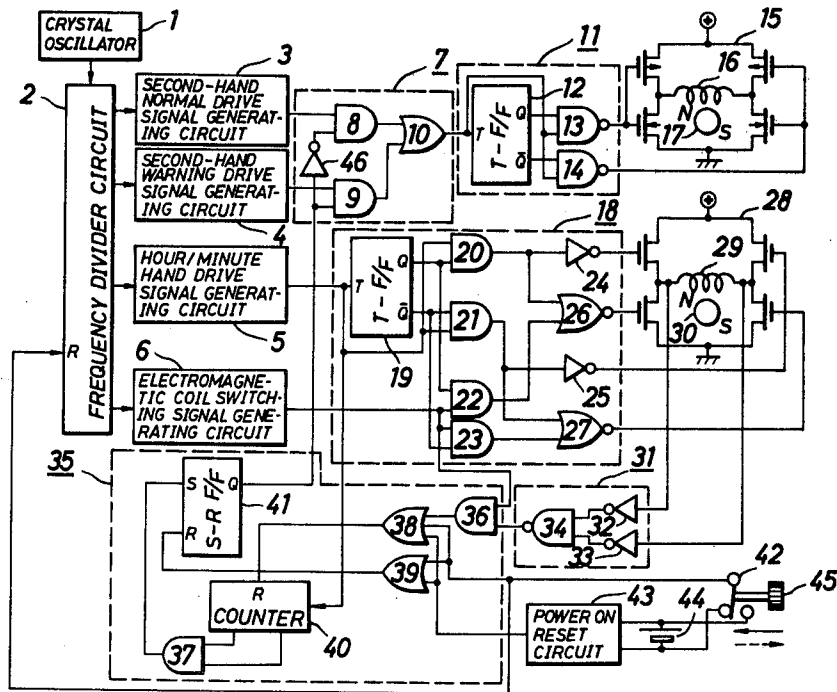 CRYSTAL
OSCILLATOR
1
2
FREQUENCY DIVIDER CIRCUIT
R
3
SECOND-HAND
NORMAL DRIVE
SIGNAL GENERAT-
ING CIRCUIT
SECOND-HAND
WARNING DRIVE
SIGNAL GENERAT-
ING CIRCUIT
4
HOUR/MINUTE
HAND DRIVE
SIGNAL GENERAT-
ING CIRCUIT
5
6
ELECTROMAGNE-
TIC COIL SWITCH-
ING SIGNAL GENE-
RATING CIRCUIT
7
8
9
10
46
11
12
T
T-F/F
Q
Q̅
13
14
15
16
N
S
17
18
T
T-F/F
Q
Q̅
19
20
21
22
23
24
25
26
27
28
29
N
S
30
31
32
33
34
35
S
R
S-R F/F
Q
41
36
38
39
R
COUNTER
40
37
42
45
43
POWER ON
RESET
CIRCUIT
44